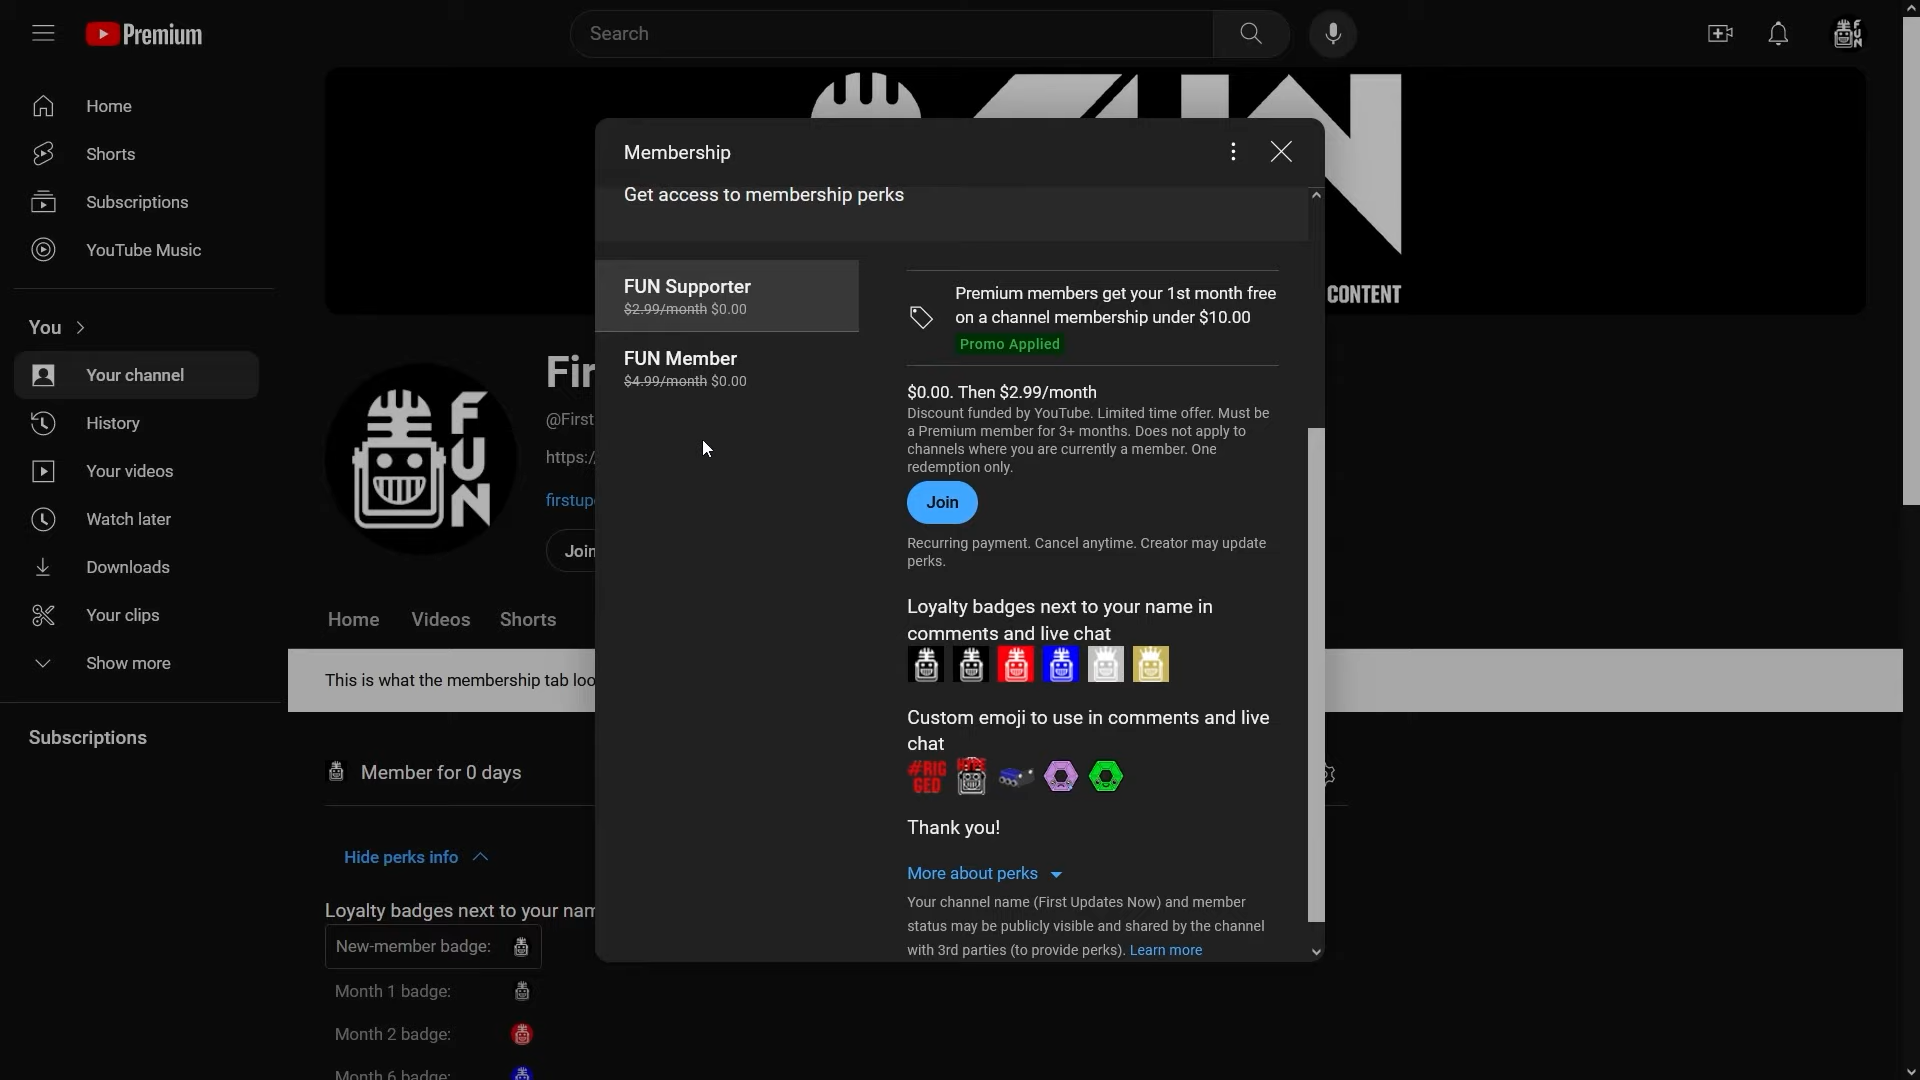 Premium
Search
FUN
Home
Shorts
Subscriptions
YouTube Music
You
Your channel
History
Your videos
Watch later
Downloads
Your clips
Show more
Subscriptions
CONTENT
FUN
Fir
@First
https:/
firstup
Join
Home Videos Shorts
This is what the membership tab loo
Member for 0 days
Hide perks info
Loyalty badges next to your nam
New-member badge:
Month 1 badge:
Month 2 badge:
Month 6 badge:
Membership
Get access to membership perks
FUN Supporter
$2.99/month $0.00
FUN Member
$4.99/month $0.00
Premium members get your 1st month free
on a channel membership under $10.00
Promo Applied
$0.00. Then $2.99/month
Discount funded by YouTube. Limited time offer. Must be
a Premium member for 3+ months. Does not apply to
channels where you are currently a member. One
redemption only.
Join
Recurring payment. Cancel anytime. Creator may update
perks.
Loyalty badges next to your name in
comments and live chat
Custom emoji to use in comments and live
chat
#RIG
GED
HYPE
Thank you!
More about perks
Your channel name (First Updates Now) and member
status may be publicly visible and shared by the channel
with 3rd parties (to provide perks). Learn more